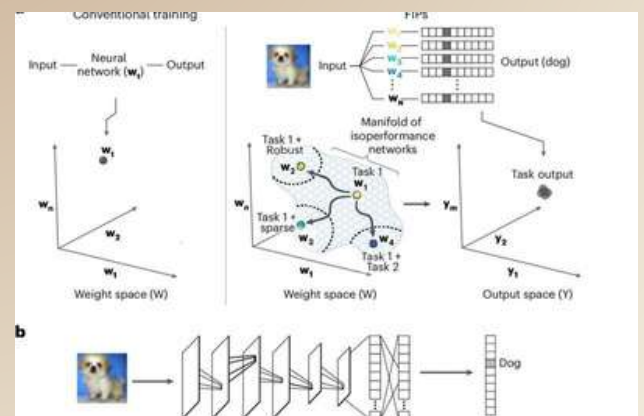 Conventional training
FIPs
Input
Neural
network (w₁)
Output
w₁
wₙ
w₂
w₁
Weight space (W)
Input
w₁
w₂
w₃
w₄
wₙ
Output (dog)
Manifold of
isoperformance
networks
Task 1 +
Robust
w₂
Task 1
w₁
Task 1 +
sparse
w₃
w₄
Task 1 +
Task 2
wₙ
w₁
Weight space (W)
Task output
yₘ
y₂
y₁
Output space (Y)
b
Dog